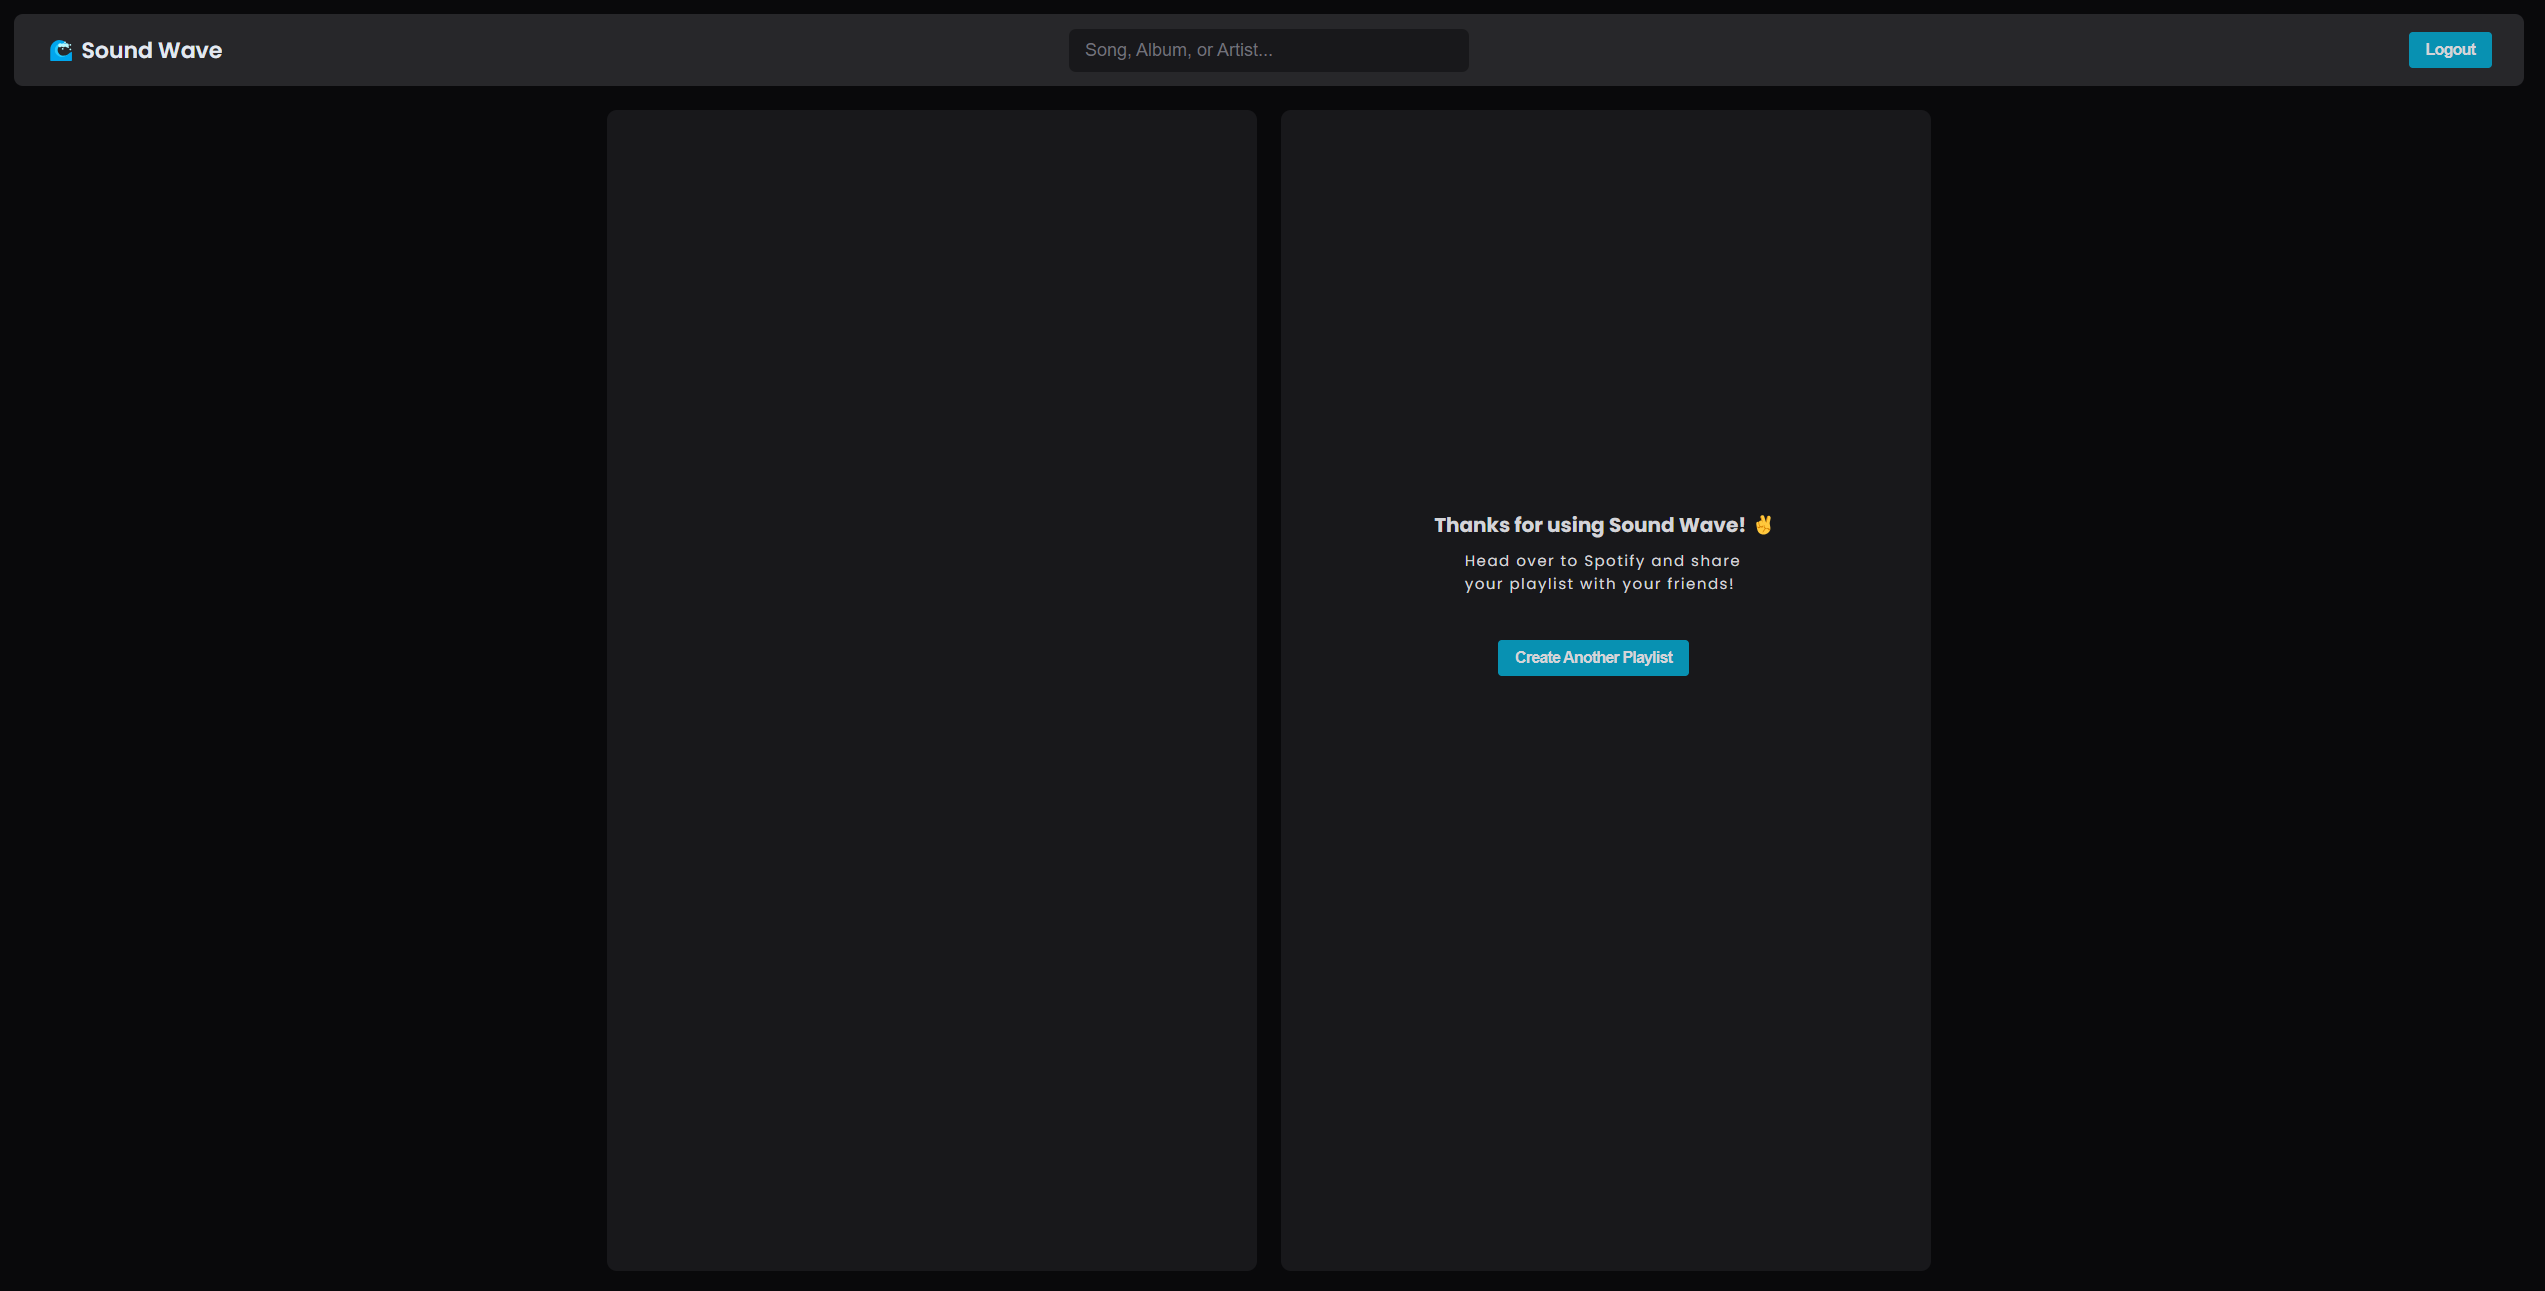 🌊 Sound Wave
Song, Album, or Artist...
Logout
Thanks for using Sound Wave! ✌️
Head over to Spotify and share
your playlist with your friends!
Create Another Playlist